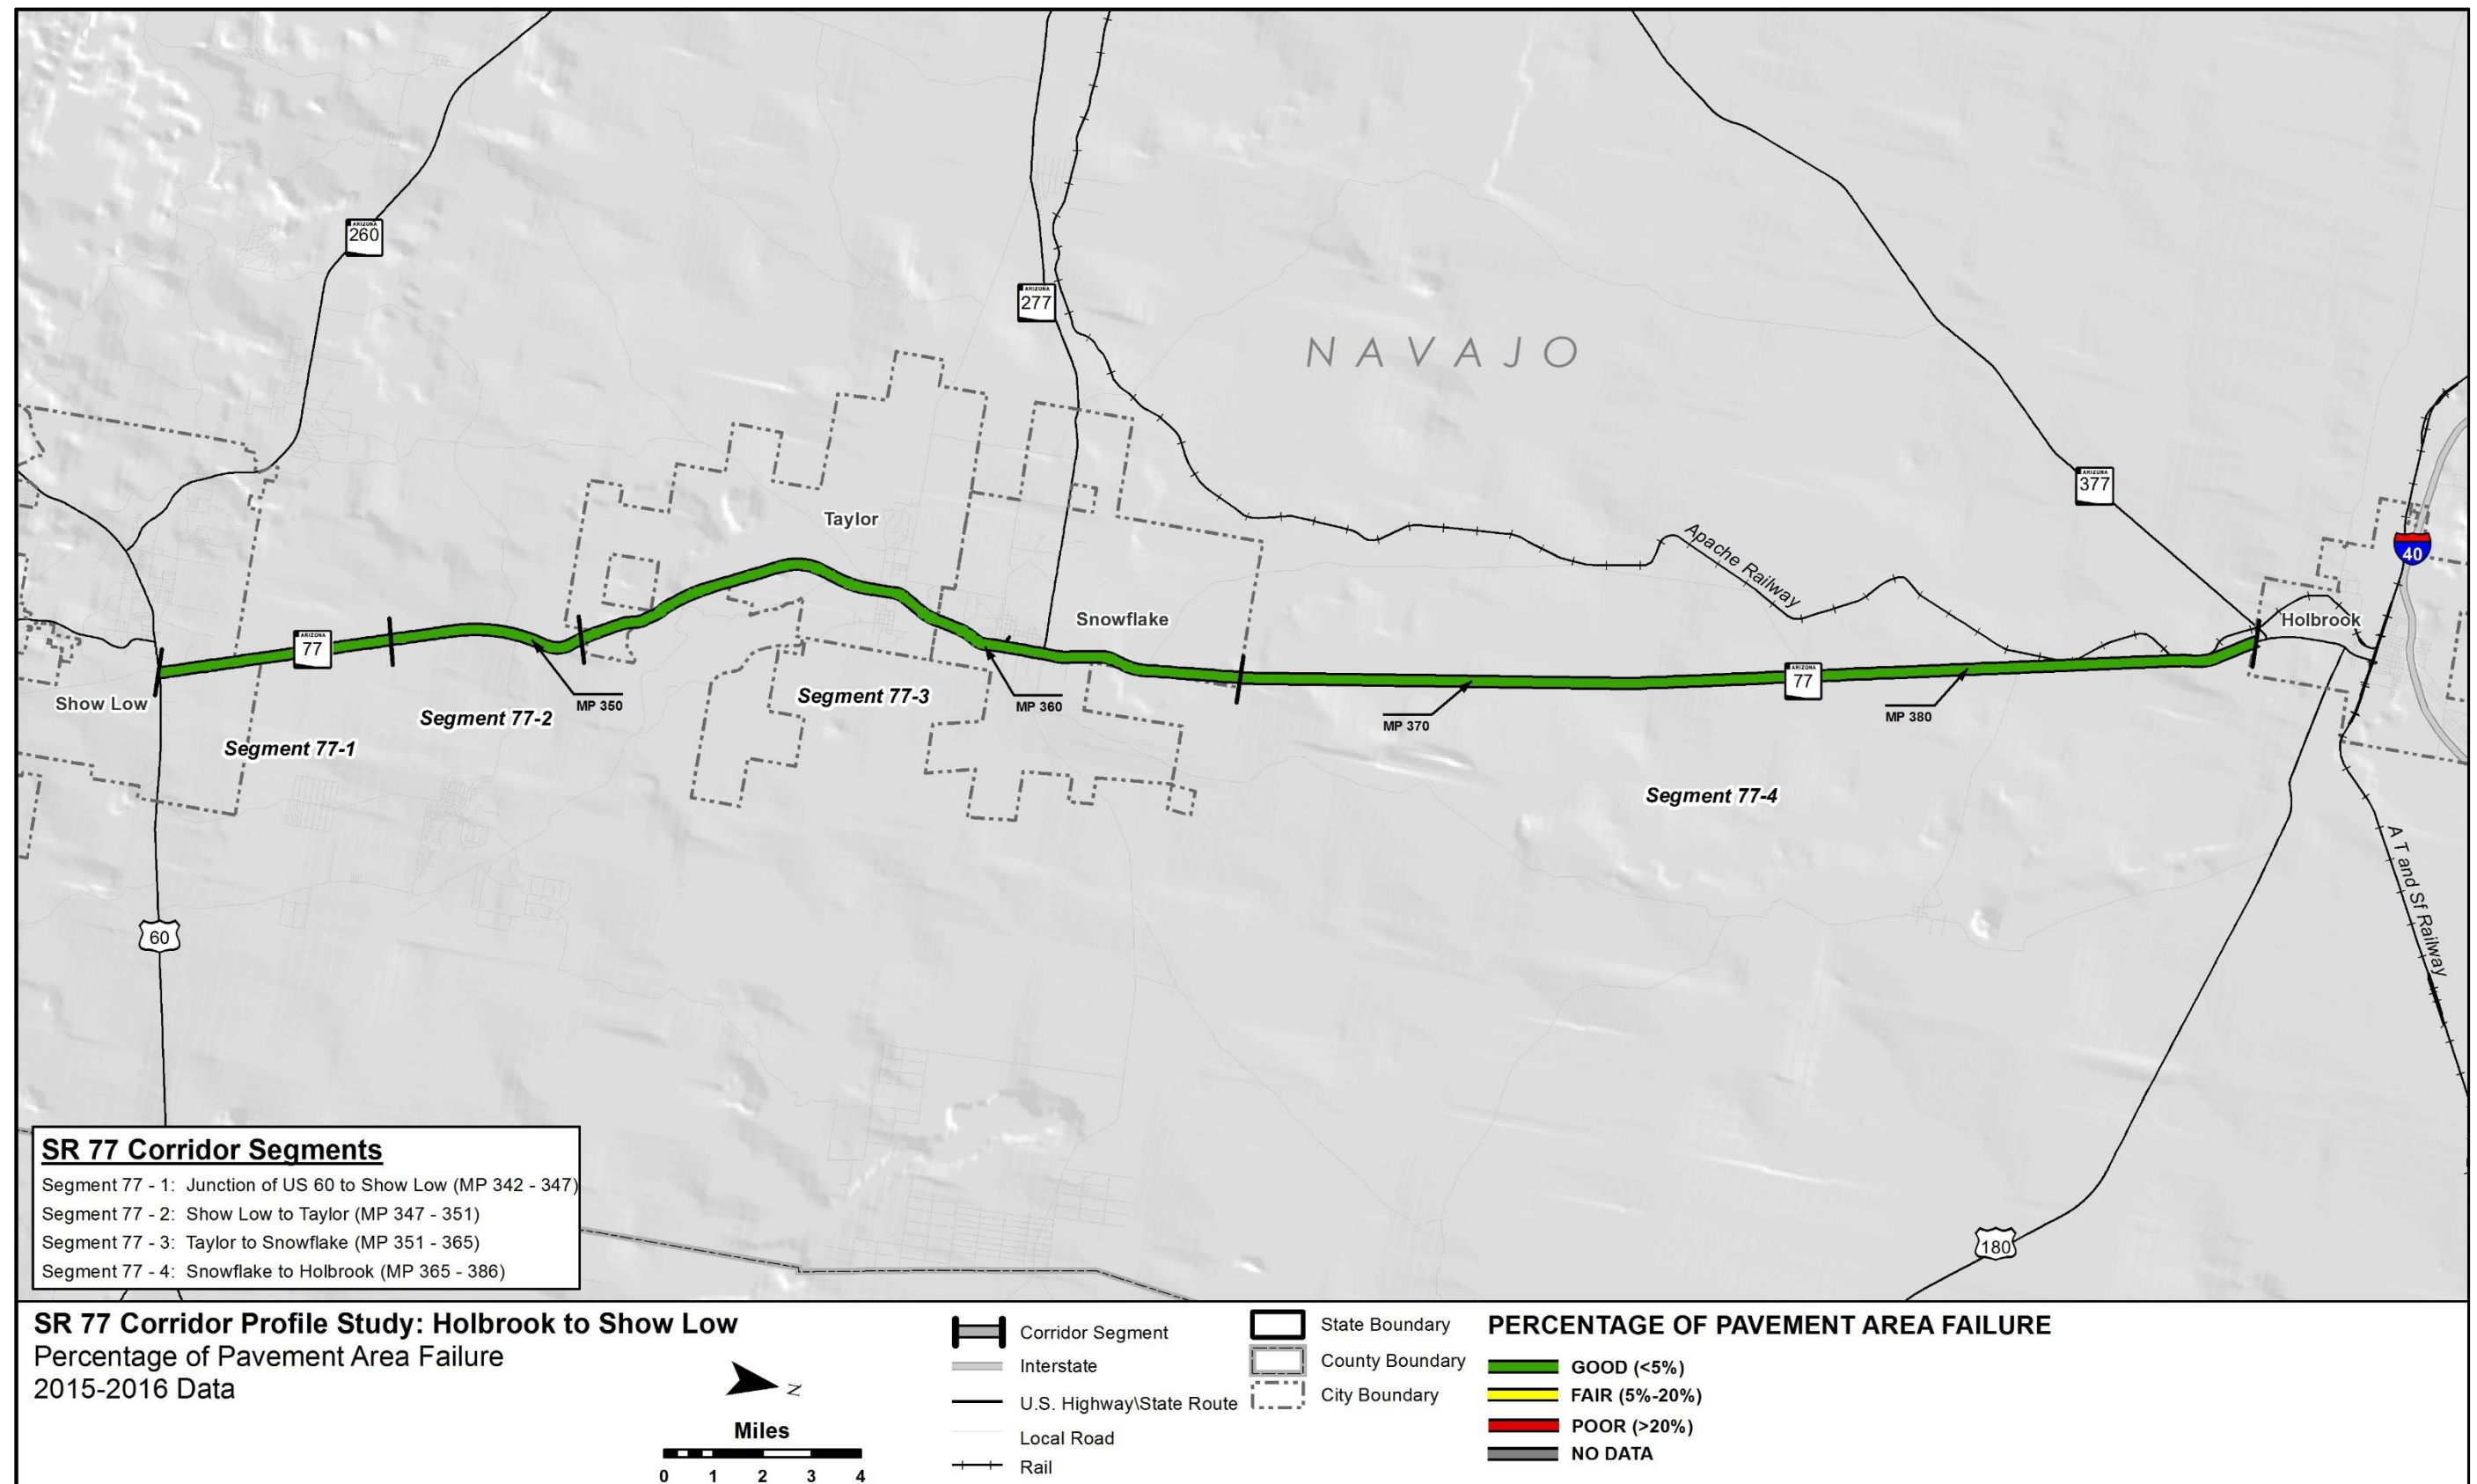 ARIZONA
260
ARIZONA
277
NAVAJO
ARIZONA
377
40
Taylor
Apache Railway
Snowflake
Holbrook
ARIZONA
77
Show Low
Segment 77-1
Segment 77-2
MP 350
Segment 77-3
MP 360
MP 370
ARIZONA
77
MP 380
Segment 77-4
A T and Sf Railway
60
180
SR 77 Corridor Segments
Segment 77 - 1: Junction of US 60 to Show Low (MP 342 - 347)
Segment 77 - 2: Show Low to Taylor (MP 347 - 351)
Segment 77 - 3: Taylor to Snowflake (MP 351 - 365)
Segment 77 - 4: Snowflake to Holbrook (MP 365 - 386)
SR 77 Corridor Profile Study: Holbrook to Show Low
Percentage of Pavement Area Failure
2015-2016 Data
N
Miles
0 1 2 3 4
Corridor Segment
Interstate
U.S. Highway\State Route
Local Road
Rail
State Boundary
County Boundary
City Boundary
PERCENTAGE OF PAVEMENT AREA FAILURE
GOOD (<5%)
FAIR (5%-20%)
POOR (>20%)
NO DATA